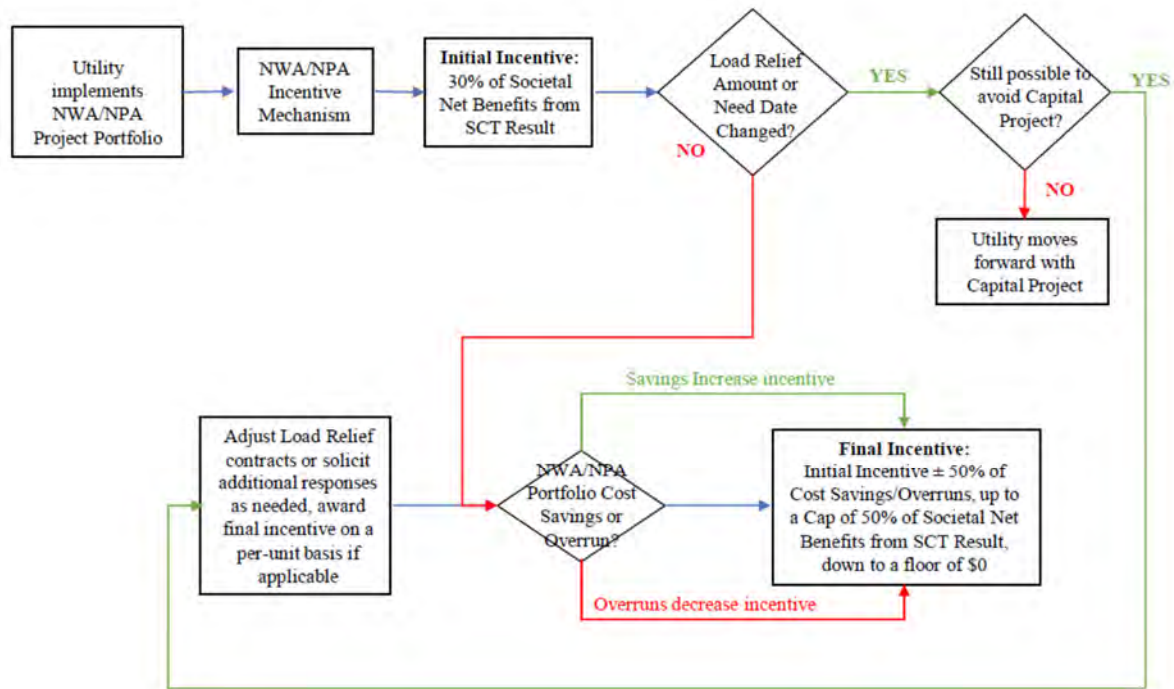 Utility
implements
NWA/NPA
Project Portfolio
NWA/NPA
Incentive
Mechanism
Initial Incentive:
30% of Societal
Net Benefits from
SCT Result
Load Relief
Amount or
Need Date
Changed?
YES
NO
Still possible to
avoid Capital
Project?
YES
NO
Utility moves
forward with
Capital Project
Savings Increase incentive
Adjust Load Relief
contracts or solicit
additional responses
as needed, award
final incentive on a
per-unit basis if
applicable
NWA/NPA
Portfolio Cost
Savings or
Overrun?
Final Incentive:
Initial Incentive ± 50% of
Cost Savings/Overruns, up to
a Cap of 50% of Societal Net
Benefits from SCT Result,
down to a floor of $0
Overruns decrease incentive